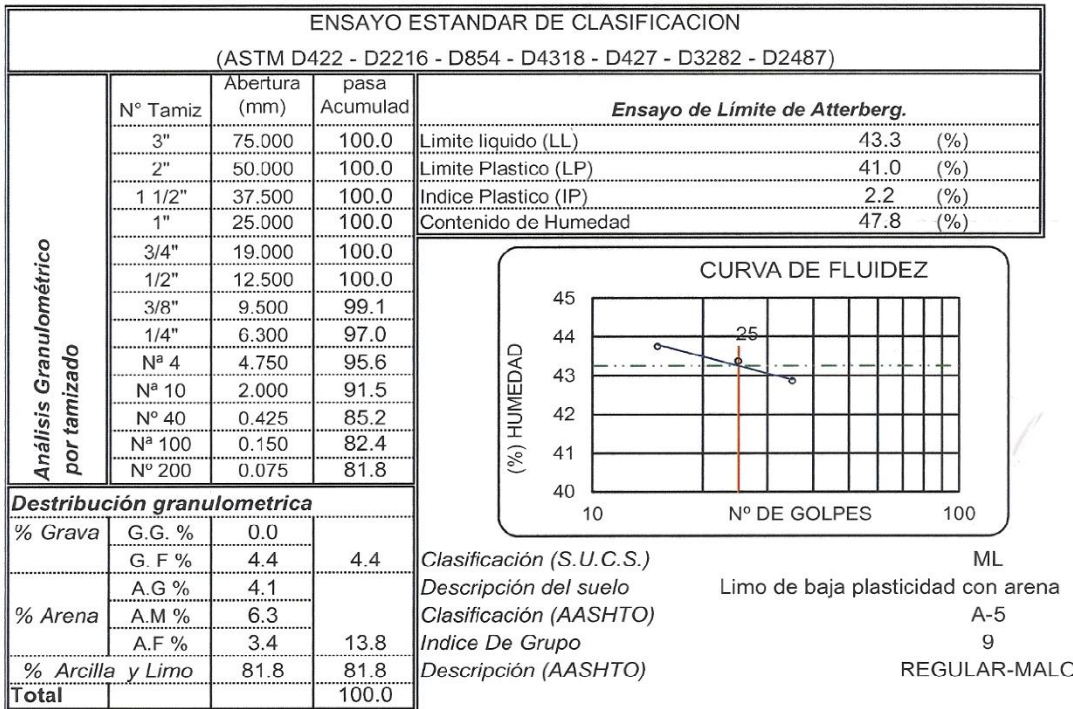 ENSAYO ESTANDAR DE CLASIFICACION
(ASTM D422 - D2216 - D854 - D4318 - D427 - D3282 - D2487)
Análisis Granulométrico
por tamizado
N° Tamiz Abertura (mm) pasa Acumulad
3" 75.000 100.0
2" 50.000 100.0
1 1/2" 37.500 100.0
1" 25.000 100.0
3/4" 19.000 100.0
1/2" 12.500 100.0
3/8" 9.500 99.1
1/4" 6.300 97.0
Nª 4 4.750 95.6
Nª 10 2.000 91.5
Nº 40 0.425 85.2
Nª 100 0.150 82.4
Nº 200 0.075 81.8
Ensayo de Límite de Atterberg.
Limite liquido (LL) 43.3 (%)
Limite Plastico (LP) 41.0 (%)
Indice Plastico (IP) 2.2 (%)
Contenido de Humedad 47.8 (%)
CURVA DE FLUIDEZ
(%) HUMEDAD
45
44
43
42
41
40
25
10 Nº DE GOLPES 100
Destribución granulometrica
% Grava G.G. % 0.0
G. F % 4.4 4.4
% Arena A.G % 4.1
A.M % 6.3
A.F % 3.4 13.8
% Arcilla y Limo 81.8 81.8
Total 100.0
Clasificación (S.U.C.S.) ML
Descripción del suelo Limo de baja plasticidad con arena
Clasificación (AASHTO) A-5
Indice De Grupo 9
Descripción (AASHTO) REGULAR-MALO